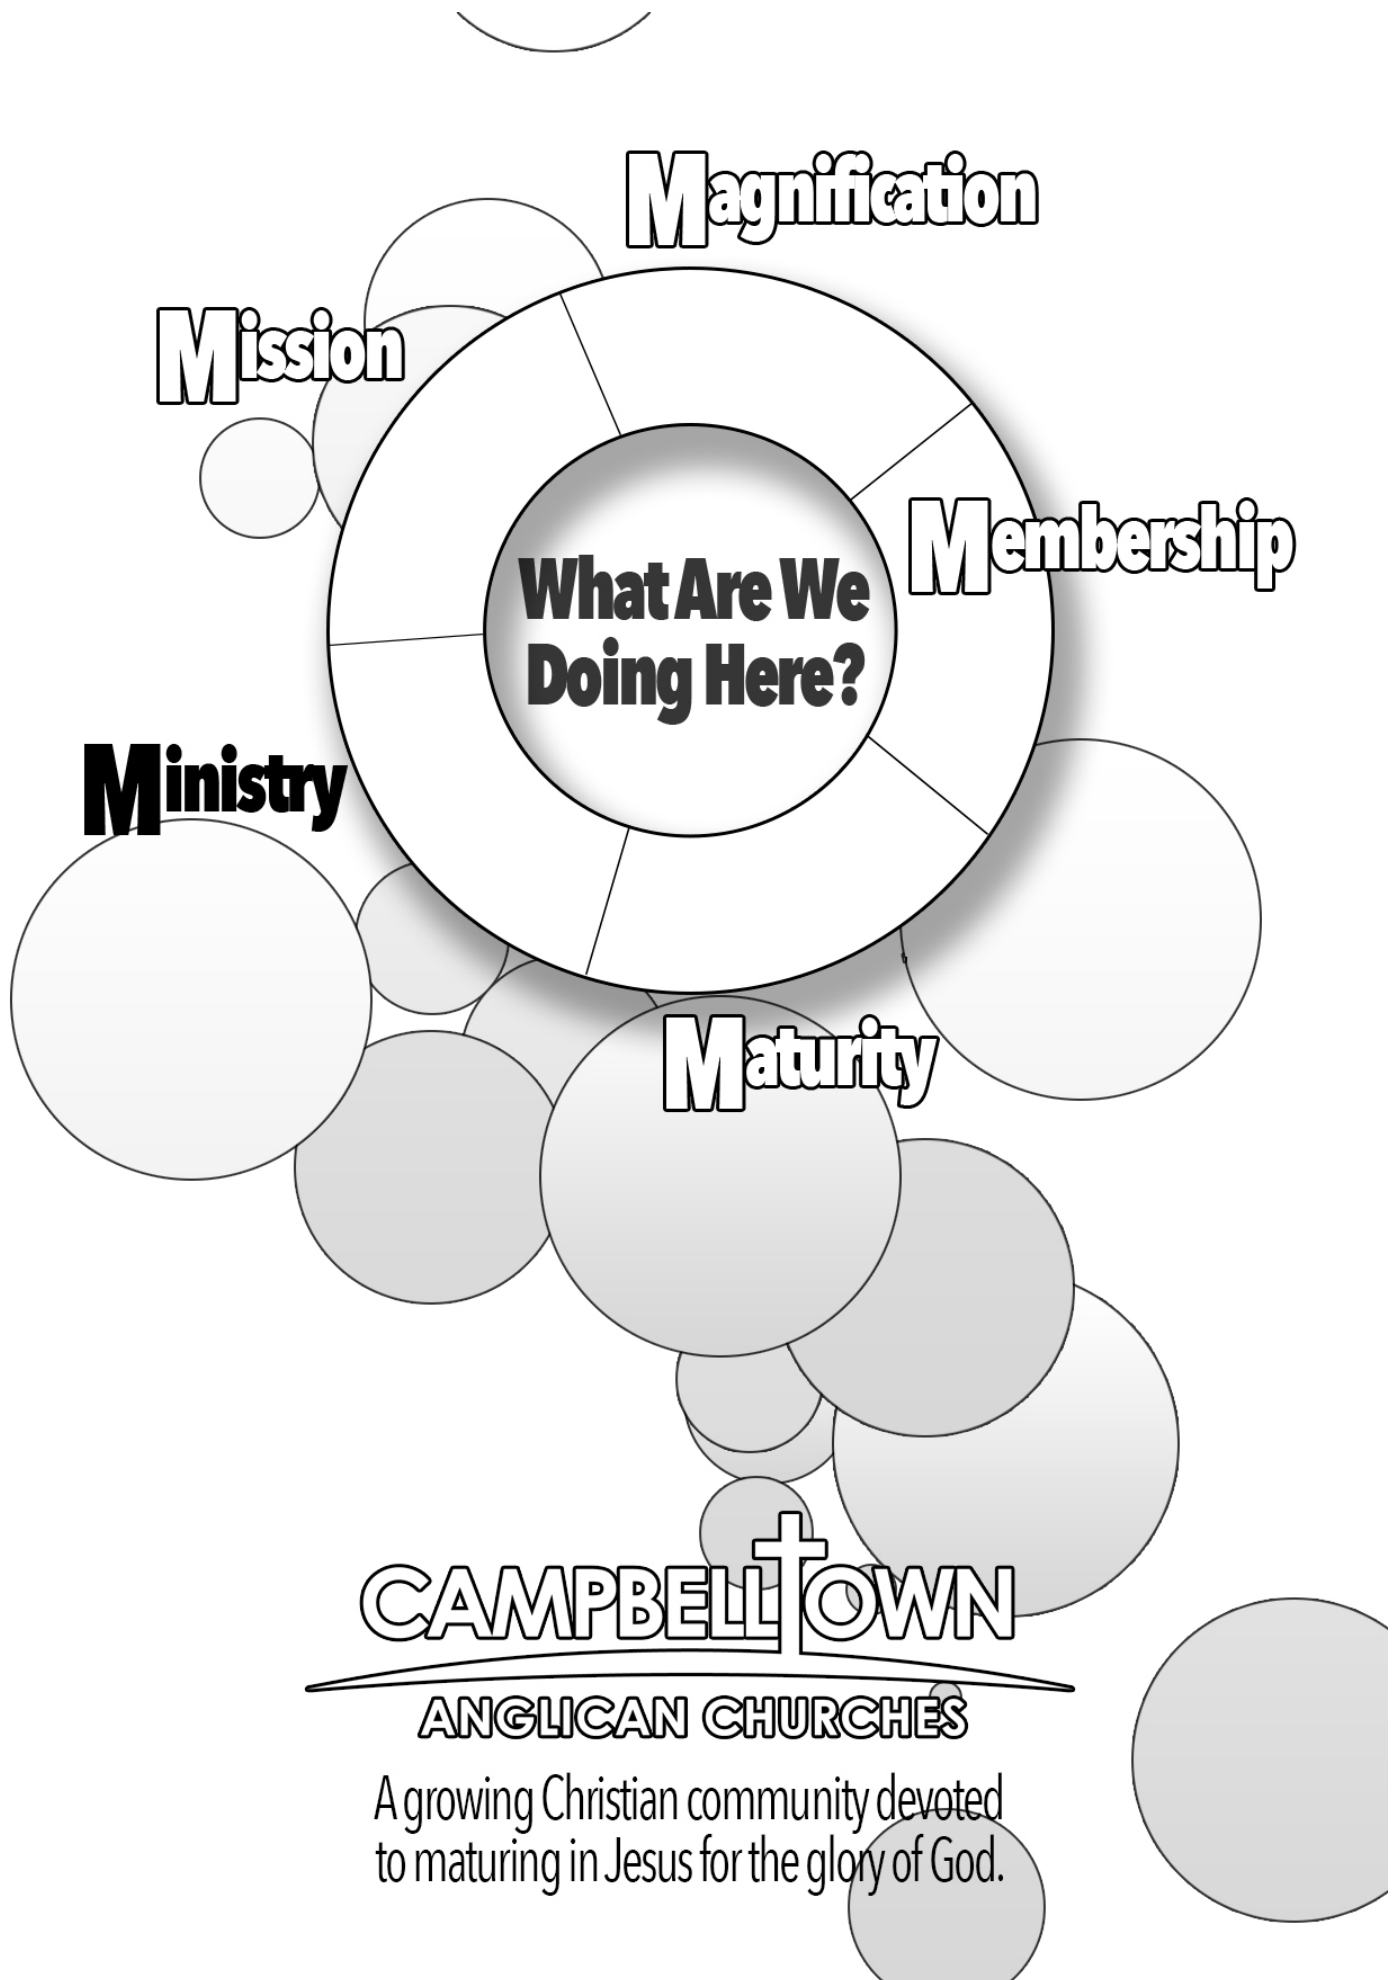 Magnification
Mission
Membership
What Are We
Doing Here?
Ministry
Maturity
CAMPBELLTOWN
ANGLICAN CHURCHES
A growing Christian community devoted
to maturing in Jesus for the glory of God.